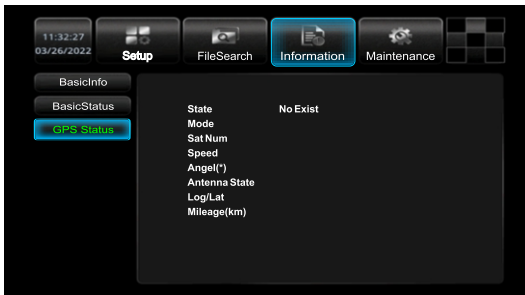 11:32:27
03/26/2022
Setup
FileSearch
Information
Maintenance
BasicInfo
BasicStatus
GPS Status
State No Exist
Mode
Sat Num
Speed
Angel(*)
Antenna State
Log/Lat
Mileage(km)